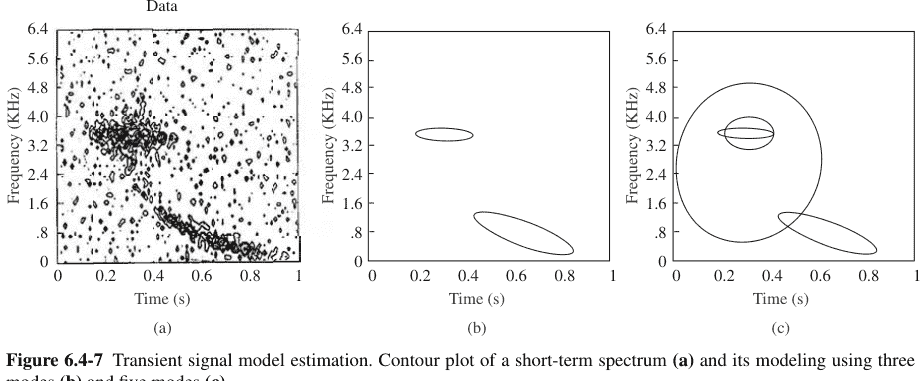 Data
6.4
5.6
4.8
4.0
3.2
2.4
1.6
.8
0
Frequency (KHz)
0 0.2 0.4 0.6 0.8 1
Time (s)
(a)
6.4
5.6
4.8
4.0
3.2
2.4
1.6
.8
0
Frequency (KHz)
0 0.2 0.4 0.6 0.8 1
Time (s)
(b)
6.4
5.6
4.8
4.0
3.2
2.4
1.6
.8
0
Frequency (KHz)
0 0.2 0.4 0.6 0.8 1
Time (s)
(c)
Figure 6.4-7 Transient signal model estimation. Contour plot of a short-term spectrum (a) and its modeling using three
modes (b) and five modes (c)